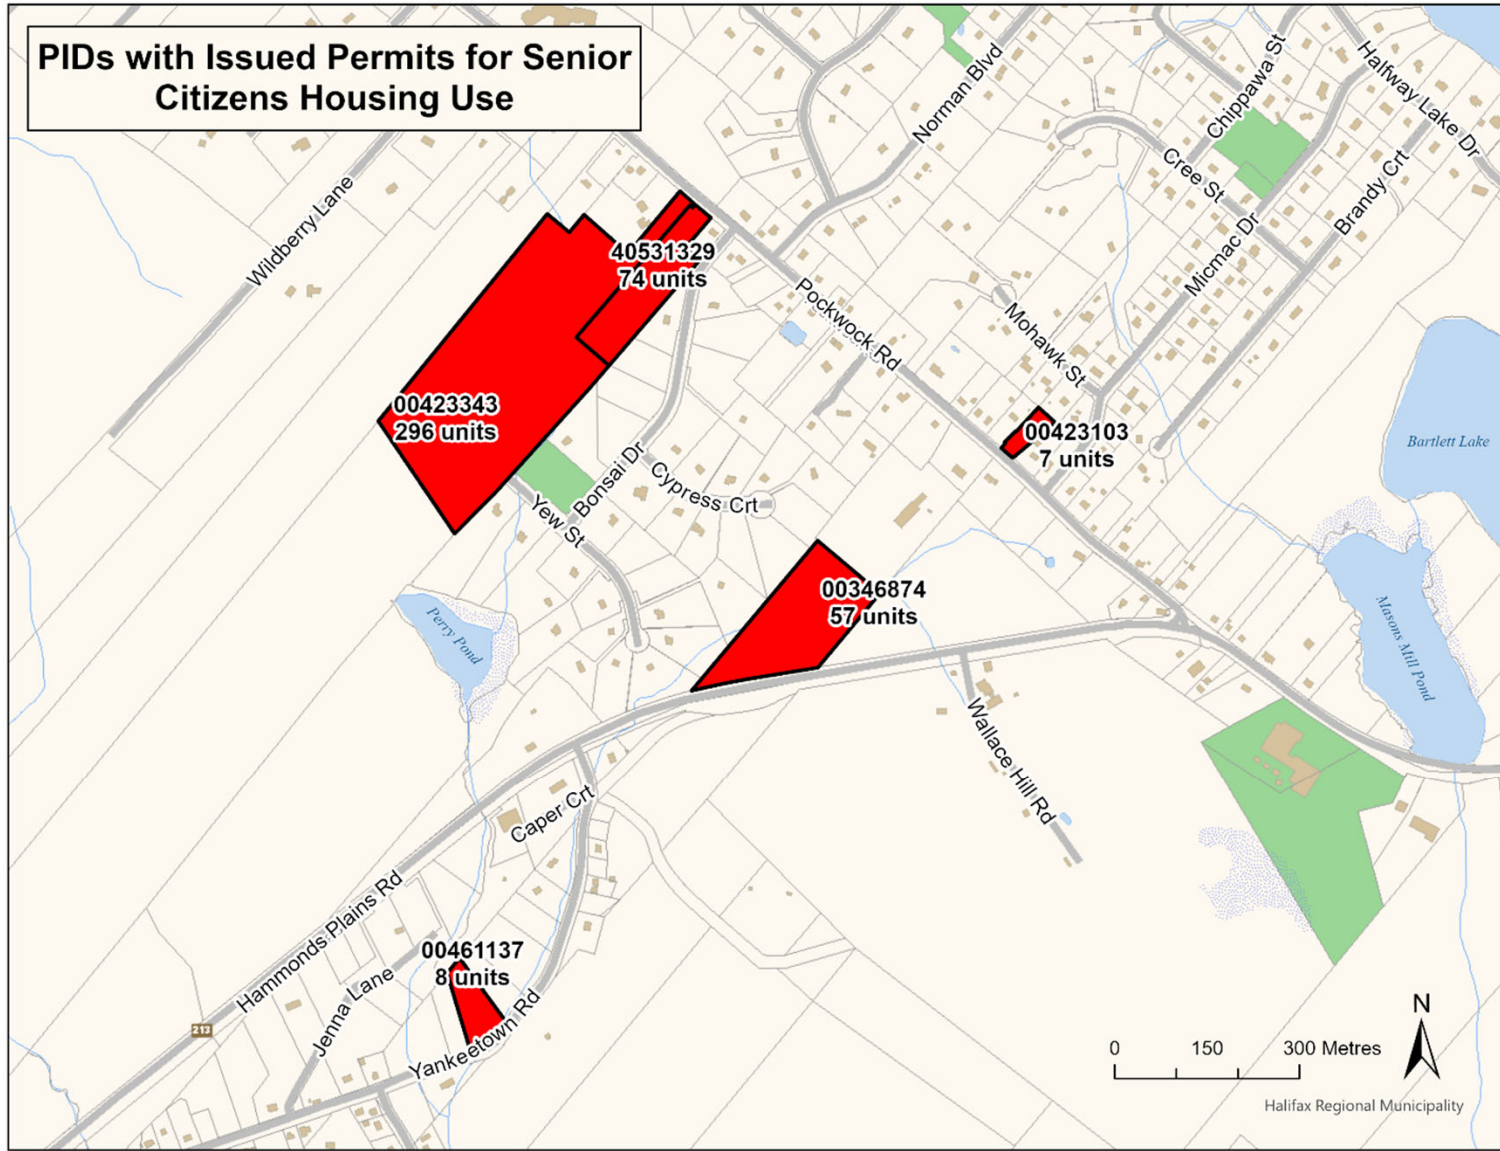 PIDs with Issued Permits for Senior
Citizens Housing Use
Wildberry Lane
Norman Blvd
Chippawa St
Halfway Lake Dr
Cree St
Brandy Crt
Micmac Dr
40531329
74 units
Pockwock Rd
Mohawk St
00423343
296 units
00423103
7 units
Bartlett Lake
Bonsai Dr
Cypress Crt
Yew St
00346874
57 units
Perry Pond
Masons Mill Pond
Wallace Hill Rd
Caper Crt
Hammonds Plains Rd
00461137
8 units
Jenna Lane
Yankeetown Rd
213
N
0 150 300 Metres
Halifax Regional Municipality